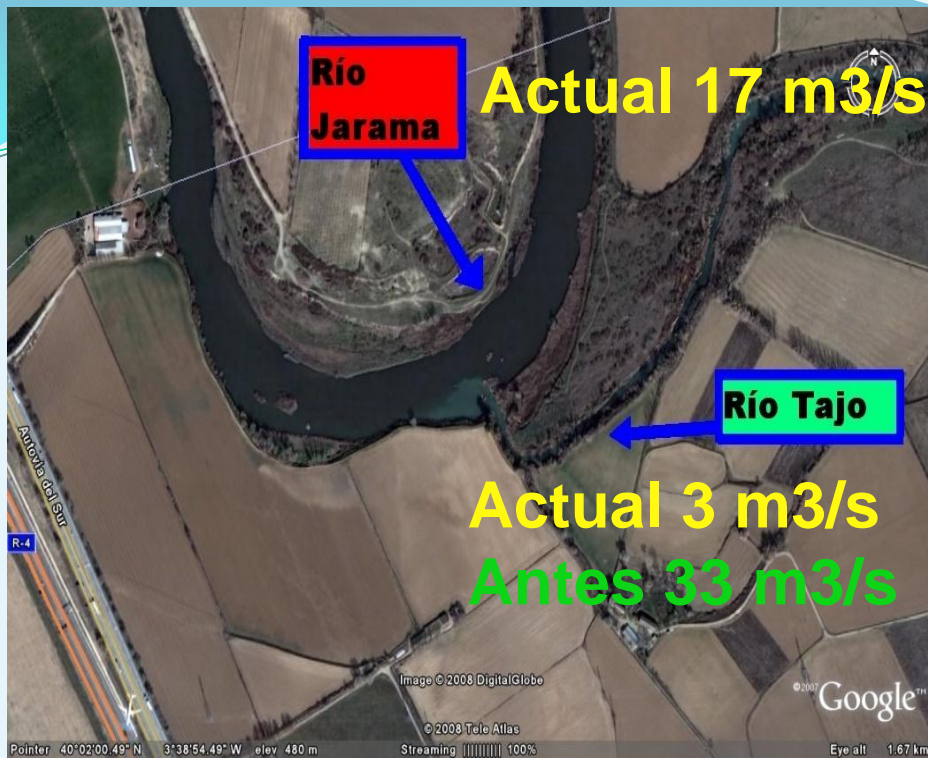 Río
Jarama
Actual 17 m3/s
N
Río Tajo
Actual 3 m3/s
Antes 33 m3/s
Autovía del Sur
R-4
Image © 2008 DigitalGlobe
©2007 Google™
© 2008 Tele Atlas
Pointer 40°02'00.49" N 3°38'54.49" W elev 480 m Streaming |||||||||| 100% Eye alt 1.67 km